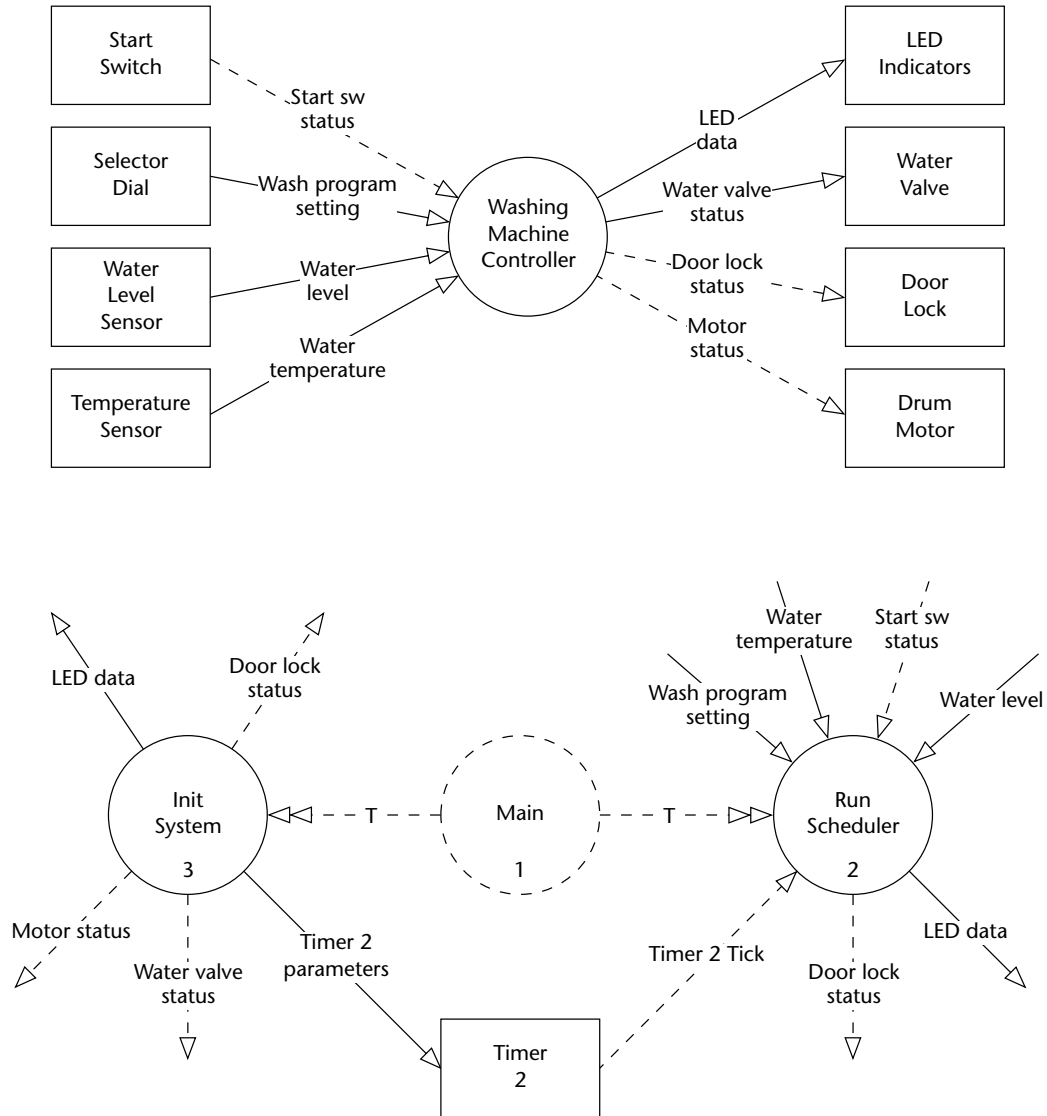 Start
Switch
LED
Indicators
Start sw
status
LED
data
Selector
Dial
Wash program
setting
Washing
Machine
Controller
Water valve
status
Water
Valve
Water
Level
Sensor
Water
level
Door lock
status
Door
Lock
Motor
status
Water
temperature
Temperature
Sensor
Drum
Motor
Water
temperature
Start sw
status
LED data
Door lock
status
Wash program
setting
Water level
Init
System
3
T
Main
1
T
Run
Scheduler
2
Motor status
Water valve
status
Timer 2
parameters
Timer 2 Tick
Door lock
status
LED data
Timer
2